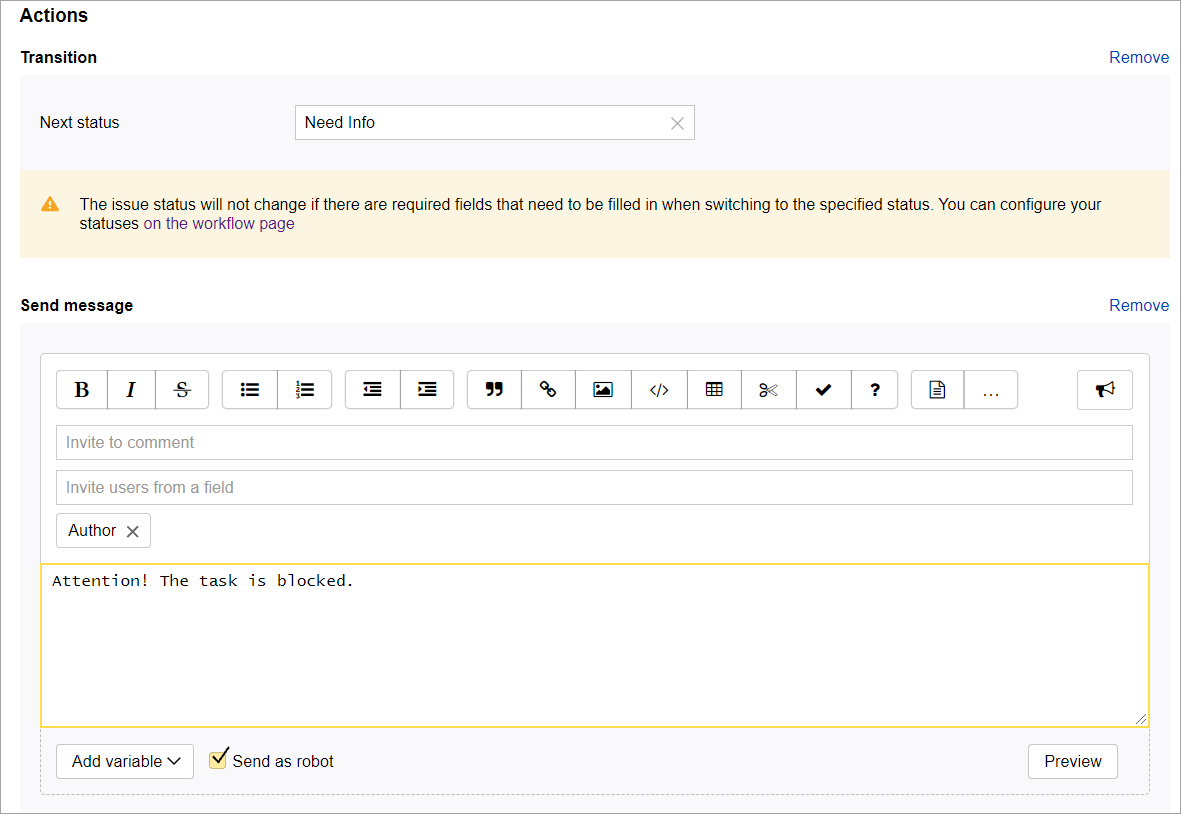 Actions
Transition
Remove
Next status
Need Info
The issue status will not change if there are required fields that need to be filled in when switching to the specified status. You can configure your
statuses on the workflow page
Send message
Remove
B I S
1 2 3
</>
?
...
Invite to comment
Invite users from a field
Author
Attention! The task is blocked.
Add variable
Send as robot
Preview